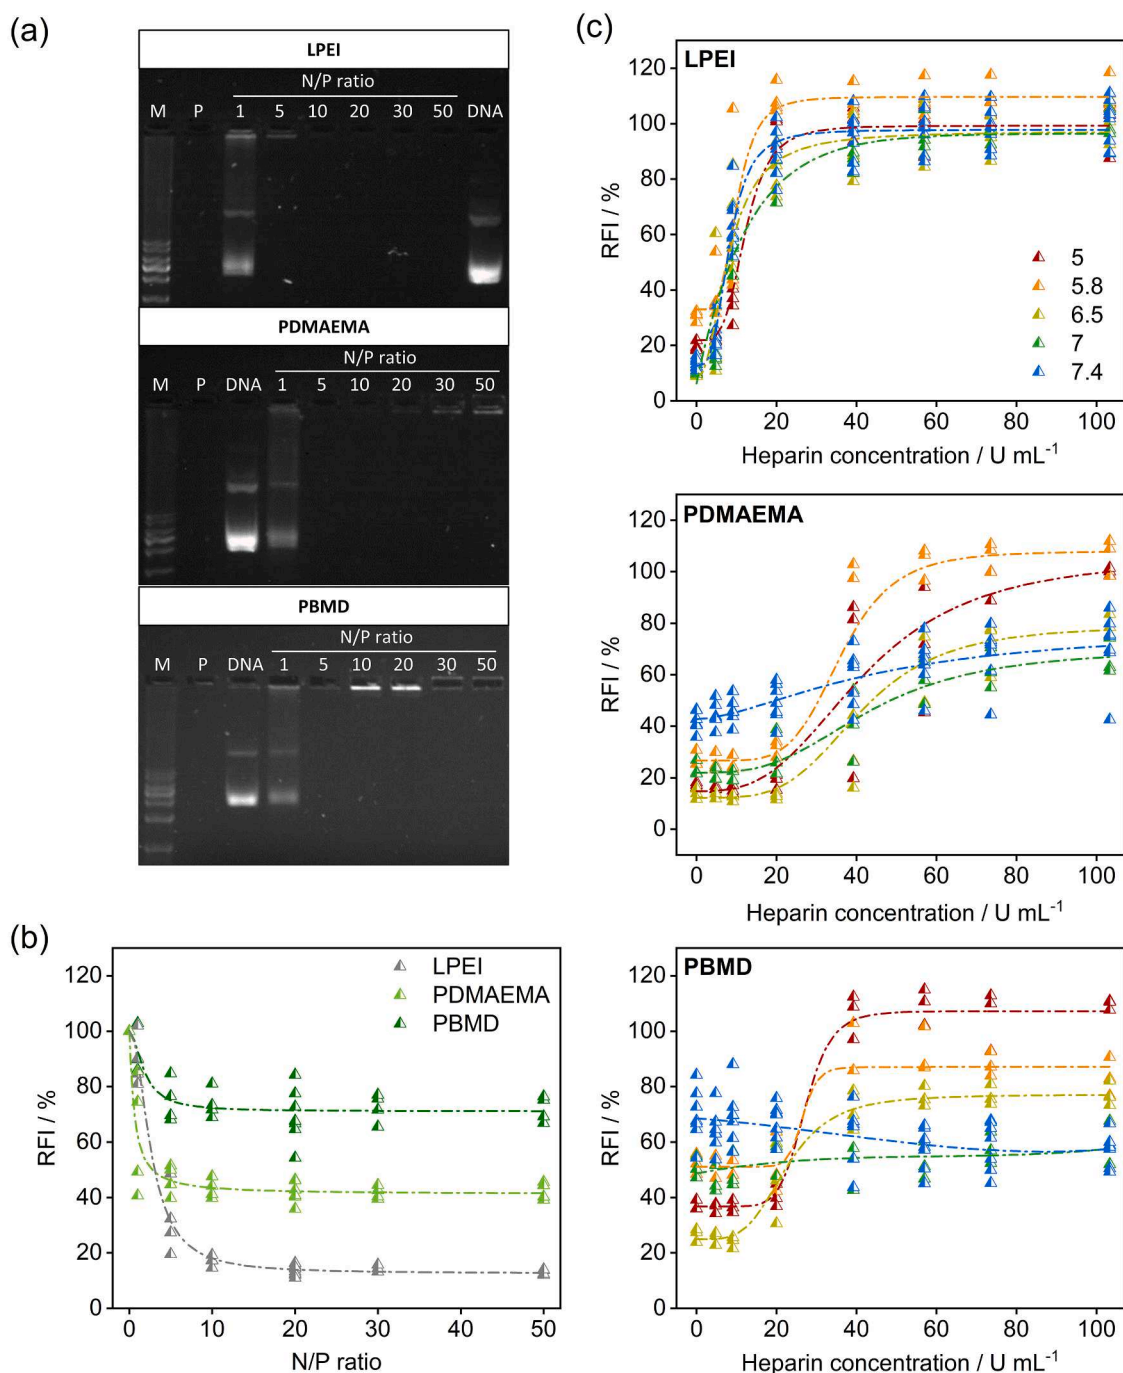 (a)
LPEI
N/P ratio
M P 1 5 10 20 30 50 DNA
PDMAEMA
N/P ratio
M P DNA 1 5 10 20 30 50
PBMD
N/P ratio
M P DNA 1 5 10 20 30 50
(b)
120
100
80
60
40
20
0
RFI / %
LPEI
PDMAEMA
PBMD
0 10 20 30 40 50
N/P ratio
(c)
LPEI
120
100
80
60
40
20
0
RFI / %
5
5.8
6.5
7
7.4
0 20 40 60 80 100
Heparin concentration / U mL⁻¹
PDMAEMA
120
100
80
60
40
20
0
RFI / %
0 20 40 60 80 100
Heparin concentration / U mL⁻¹
PBMD
120
100
80
60
40
20
0
RFI / %
0 20 40 60 80 100
Heparin concentration / U mL⁻¹